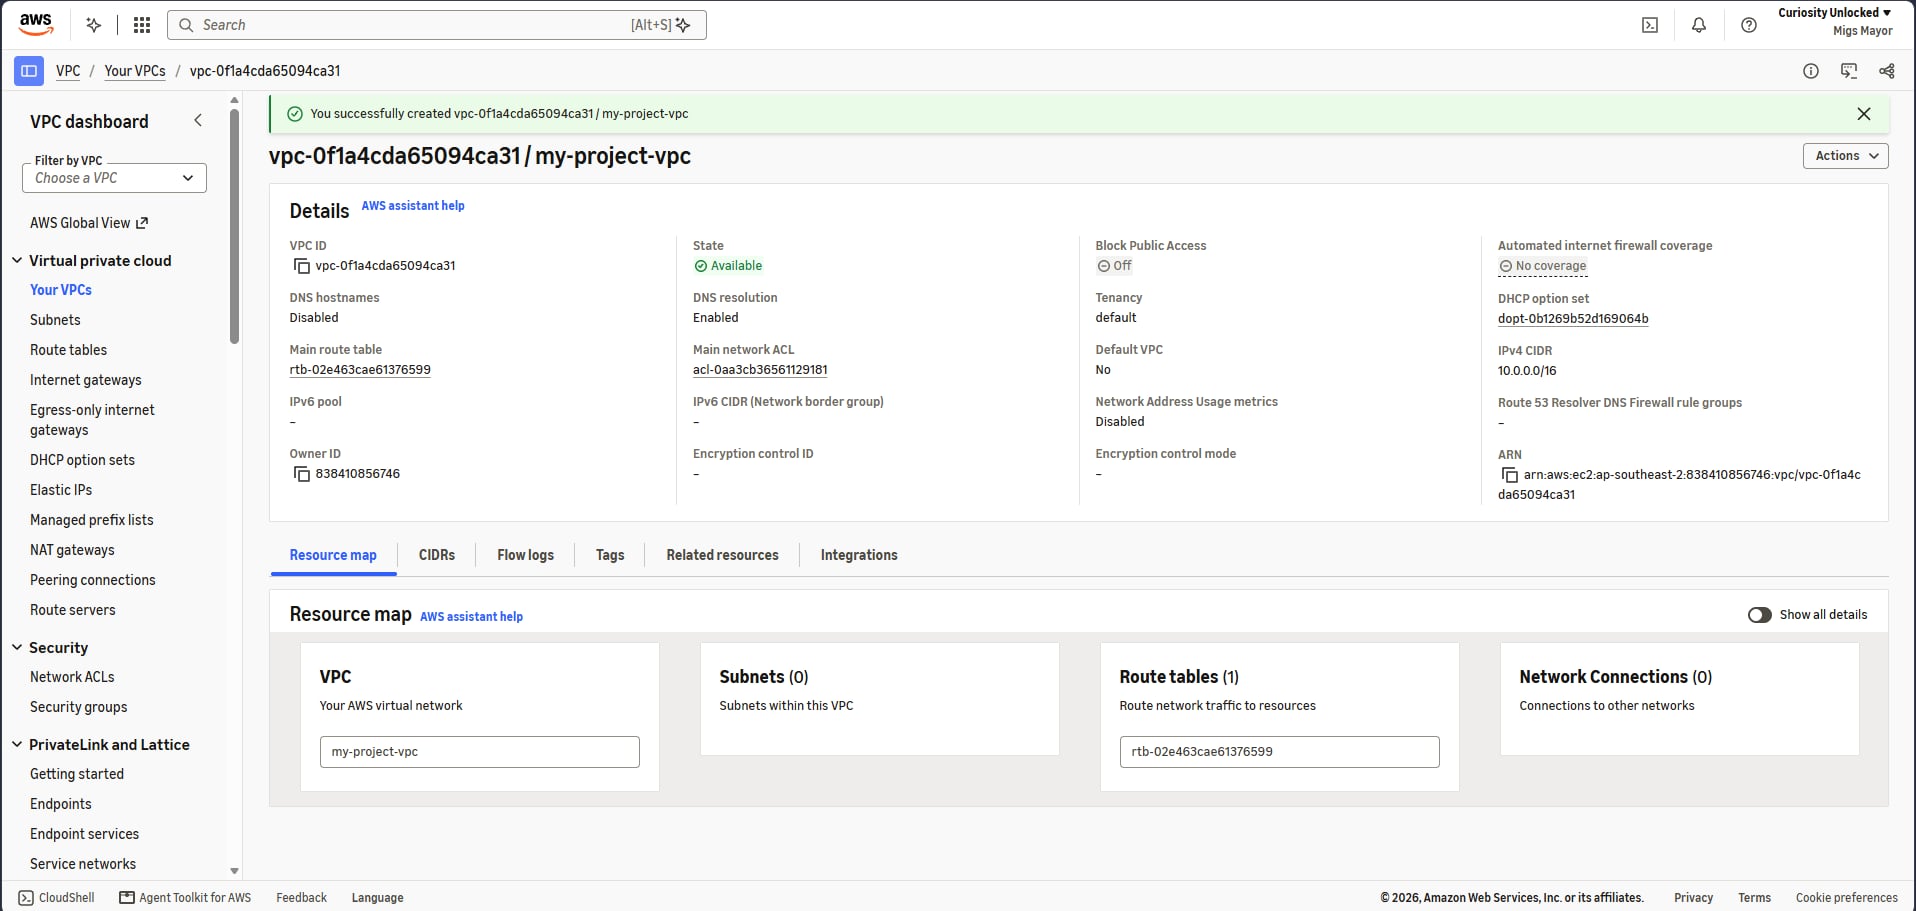 aws
Search
[Alt+S]
Curiosity Unlocked
Migs Mayor
VPC / Your VPCs / vpc-0f1a4cda65094ca31
VPC dashboard
Filter by VPC
Choose a VPC
AWS Global View
Virtual private cloud
Your VPCs
Subnets
Route tables
Internet gateways
Egress-only internet
gateways
DHCP option sets
Elastic IPs
Managed prefix lists
NAT gateways
Peering connections
Route servers
Security
Network ACLs
Security groups
PrivateLink and Lattice
Getting started
Endpoints
Endpoint services
Service networks
You successfully created vpc-0f1a4cda65094ca31 / my-project-vpc
vpc-0f1a4cda65094ca31 / my-project-vpc
Actions
Details
AWS assistant help
VPC ID
vpc-0f1a4cda65094ca31
State
Available
Block Public Access
Off
Automated internet firewall coverage
No coverage
DNS hostnames
Disabled
DNS resolution
Enabled
Tenancy
default
DHCP option set
dopt-0b1269b52d169064b
Main route table
rtb-02e463cae61376599
Main network ACL
acl-0aa3cb36561129181
Default VPC
No
IPv4 CIDR
10.0.0.0/16
IPv6 pool
–
IPv6 CIDR (Network border group)
–
Network Address Usage metrics
Disabled
Route 53 Resolver DNS Firewall rule groups
–
Owner ID
838410856746
Encryption control ID
–
Encryption control mode
–
ARN
arn:aws:ec2:ap-southeast-2:838410856746:vpc/vpc-0f1a4c
da65094ca31
Resource map
CIDRs
Flow logs
Tags
Related resources
Integrations
Resource map
AWS assistant help
Show all details
VPC
Your AWS virtual network
my-project-vpc
Subnets (0)
Subnets within this VPC
Route tables (1)
Route network traffic to resources
rtb-02e463cae61376599
Network Connections (0)
Connections to other networks
CloudShell
Agent Toolkit for AWS
Feedback
Language
© 2026, Amazon Web Services, Inc. or its affiliates.
Privacy
Terms
Cookie preferences